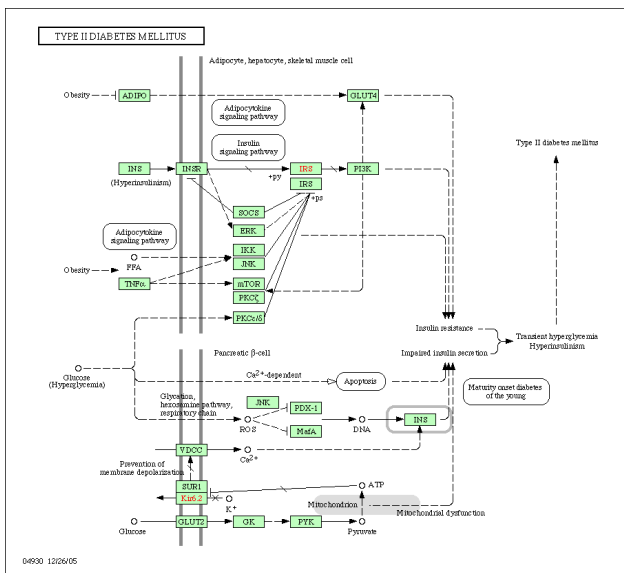 TYPE II DIABETES MELLITUS
Adipocyte, hepatocyte, skeletal muscle cell
Obesity
ADIPO
GLUT4
Adipocytokine
signaling pathway
Insulin
signaling pathway
Type II diabetes mellitus
INS
INSR
IRS
PI3K
(Hyperinsulinism)
+py
IRS
+ps
SOCS
ERK
Adipocytokine
signaling pathway
IKK
JNK
FFA
Obesity
TNFα
mTOR
PKCζ
PKCε/δ
Insulin resistance
Transient hyperglycemia
Hyperinsulinism
Pancreatic β-cell
Impaired insulin secretion
Glucose
(Hyperglycemia)
Ca2+-dependent
Apoptosis
Maturity onset diabetes
of the young
Glycation,
hexosamine pathway,
respiratory chain
JNK
PDX-1
ROS
MafA
DNA
INS
VDCC
Ca2+
Prevention of
membrane depolarization
SUR1
Kir6.2
K+
ATP
Mitochondrion
Mitochondrial dysfunction
Glucose
GLUT2
GK
PYK
Pyruvate
04930 12/26/05